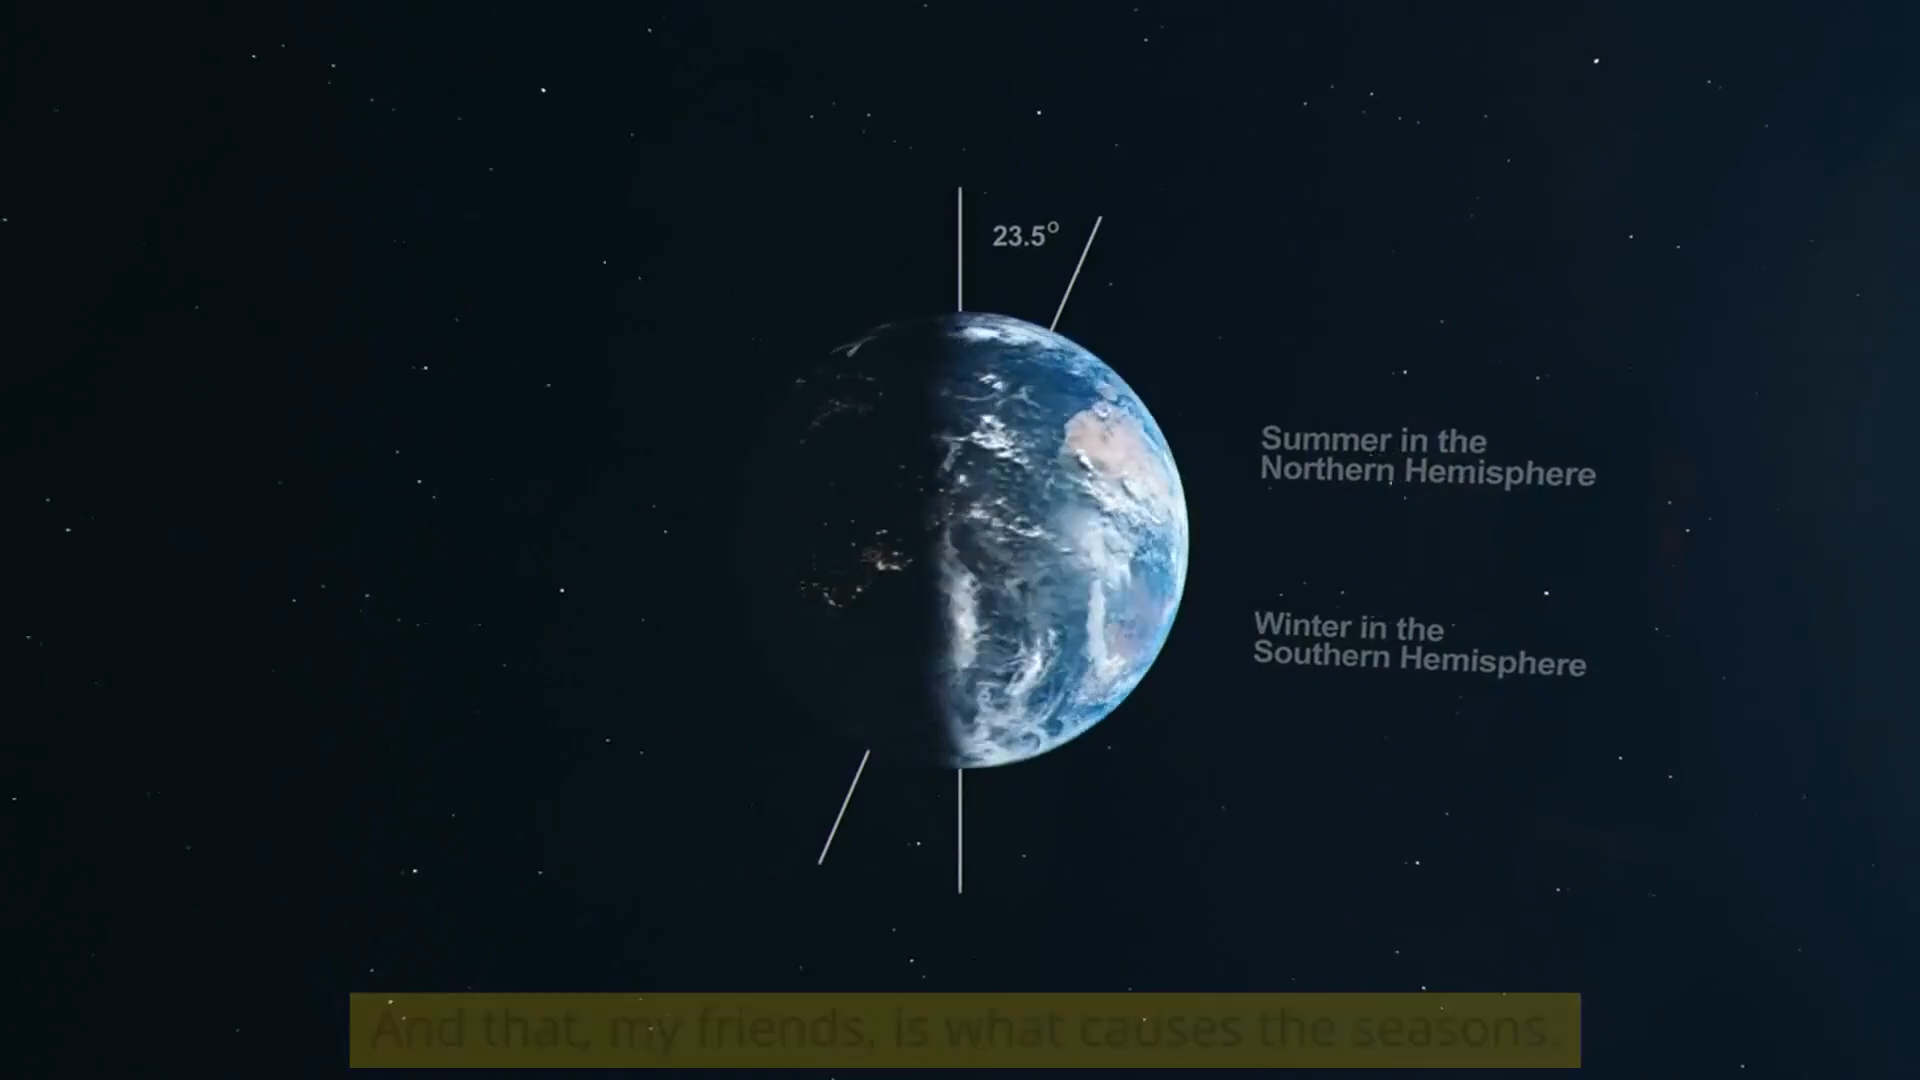 23.5°
Summer in the
Northern Hemisphere
Winter in the
Southern Hemisphere
And that, my friends, is what causes the seasons.